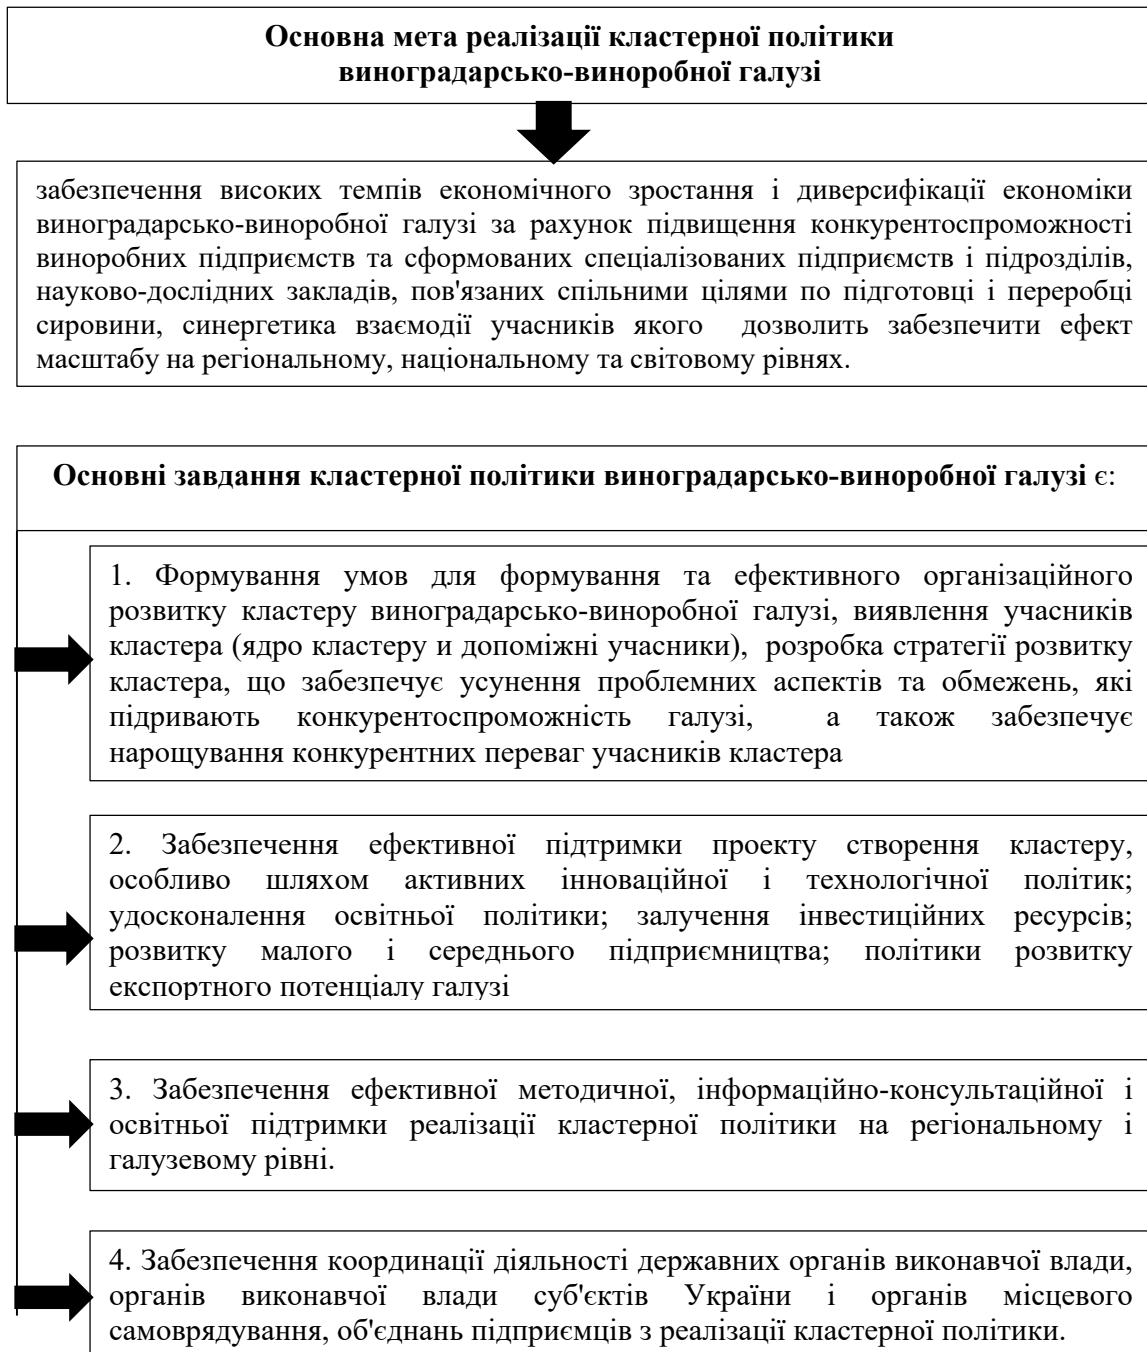 Основна мета реалізації кластерної політики
виноградарсько-виноробної галузі
забезпечення високих темпів економічного зростання і диверсифікації економіки
виноградарсько-виноробної галузі за рахунок підвищення конкурентоспроможності
виноробних підприємств та сформованих спеціалізованих підприємств і підрозділів,
науково-дослідних закладів, пов'язаних спільними цілями по підготовці і переробці
сировини, синергетика взаємодії учасників якого дозволить забезпечити ефект
масштабу на регіональному, національному та світовому рівнях.
Основні завдання кластерної політики виноградарсько-виноробної галузі є:
1. Формування умов для формування та ефективного організаційного
розвитку кластеру виноградарсько-виноробної галузі, виявлення учасників
кластера (ядро кластеру и допоміжні учасники), розробка стратегії розвитку
кластера, що забезпечує усунення проблемних аспектів та обмежень, які
підривають конкурентоспроможність галузі, а також забезпечує
нарощування конкурентних переваг учасників кластера
2. Забезпечення ефективної підтримки проекту створення кластеру,
особливо шляхом активних інноваційної і технологічної політик;
удосконалення освітньої політики; залучення інвестиційних ресурсів;
розвитку малого і середнього підприємництва; політики розвитку
експортного потенціалу галузі
3. Забезпечення ефективної методичної, інформаційно-консультаційної і
освітньої підтримки реалізації кластерної політики на регіональному і
галузевому рівні.
4. Забезпечення координації діяльності державних органів виконавчої влади,
органів виконавчої влади суб'єктів України і органів місцевого
самоврядування, об'єднань підприємців з реалізації кластерної політики.